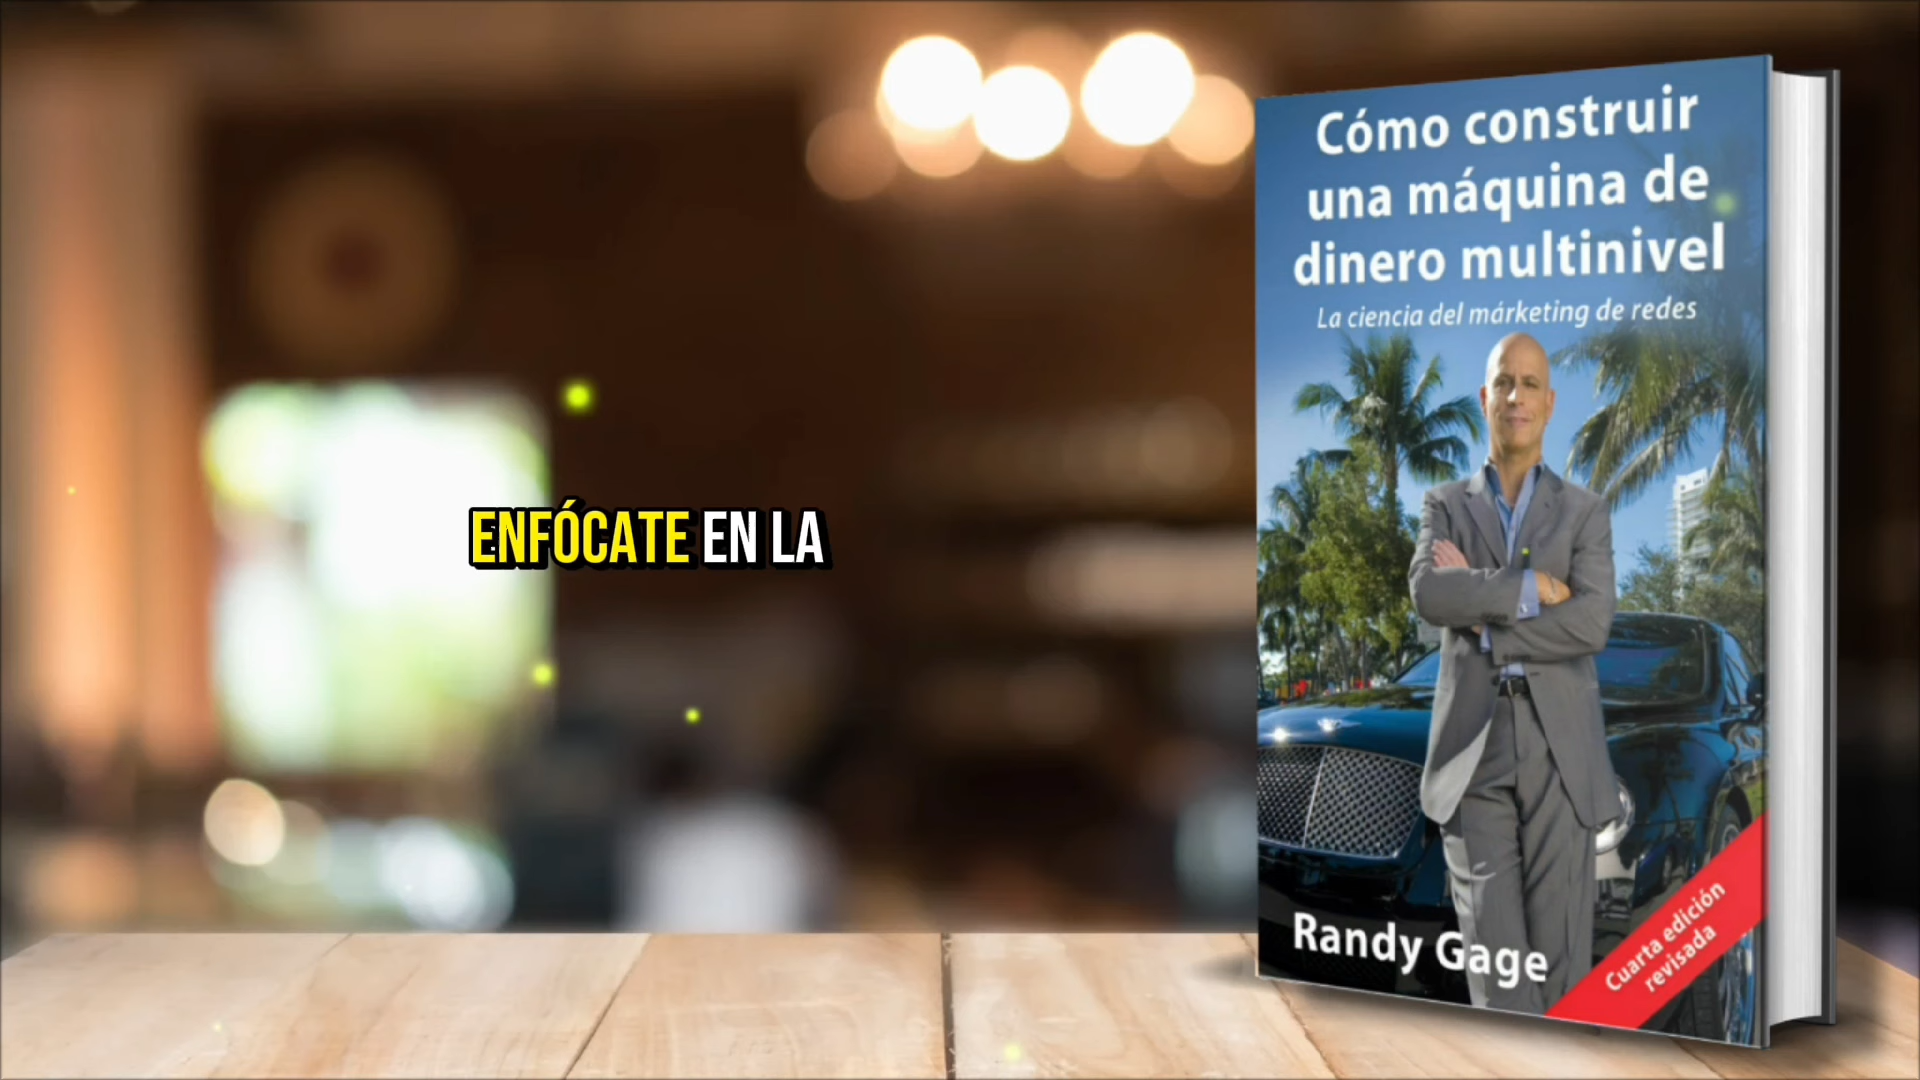 ENFÓCATE EN LA
Cómo construir
una máquina de
dinero multinivel
La ciencia del márketing de redes
Randy Gage
Cuarta edición
revisada